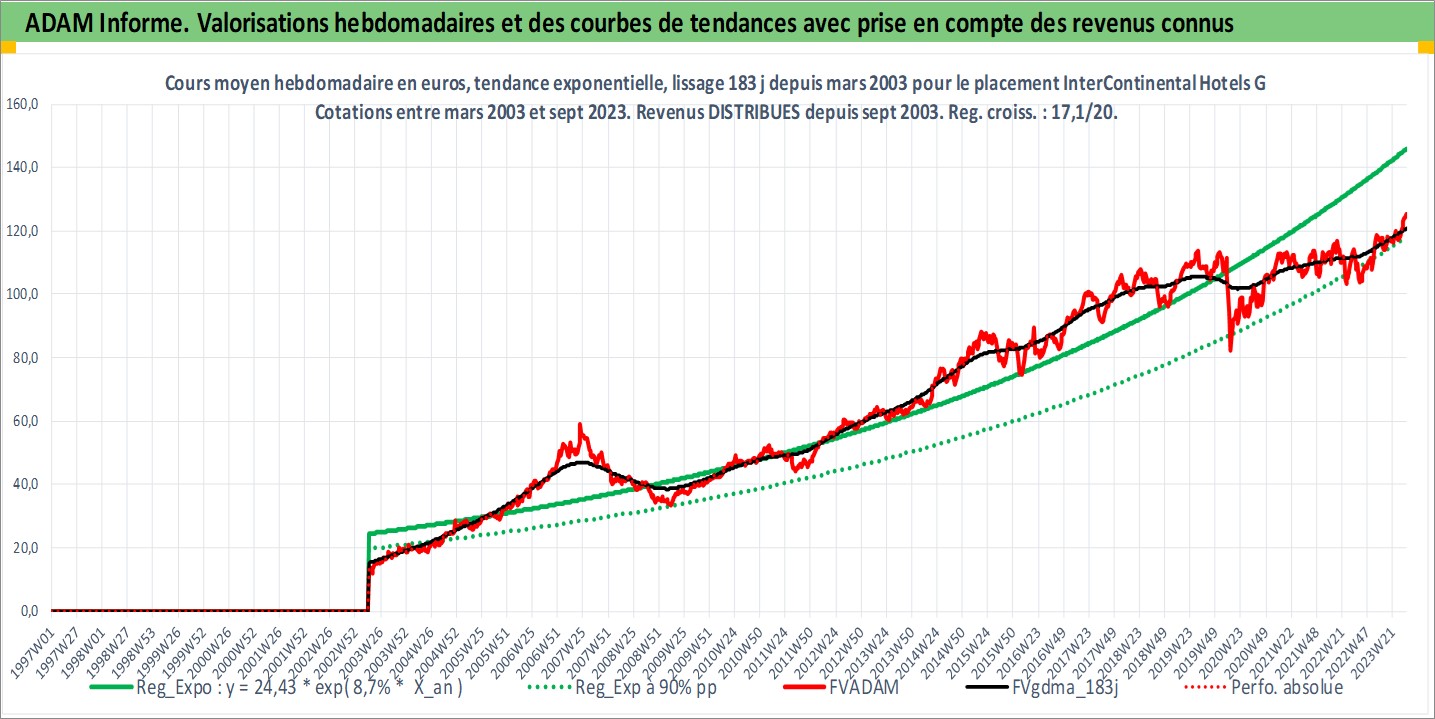 ADAM Informe. Valorisations hebdomadaires et des courbes de tendances avec prise en compte des revenus connus
Cours moyen hebdomadaire en euros, tendance exponentielle, lissage 183 j depuis mars 2003 pour le placement InterContinental Hotels G
Cotations entre mars 2003 et sept 2023. Revenus DISTRIBUES depuis sept 2003. Reg. croiss. : 17,1/20.
160,0
140,0
120,0
100,0
80,0
60,0
40,0
20,0
0,0
1997W01 1997W27 1998W01 1998W27 1998W53 1999W26 1999W52 2000W26 2000W52 2001W26 2001W52 2002W26 2002W52 2003W26 2003W52 2004W26 2004W52 2005W25 2005W51 2006W25 2006W51 2007W25 2007W51 2008W25 2008W51 2009W25 2009W51 2010W24 2010W50 2011W24 2011W50 2012W24 2012W50 2013W24 2013W50 2014W24 2014W50 2015W24 2015W50 2016W23 2016W49 2017W23 2017W49 2018W23 2018W49 2019W23 2019W49 2020W23 2020W49 2021W22 2021W48 2022W21 2022W47 2023W21
Reg_Expo : y = 24,43 * exp( 8,7% * X_an ) Reg_Exp à 90% pp FVADAM FVgdma_183j Perfo. absolue